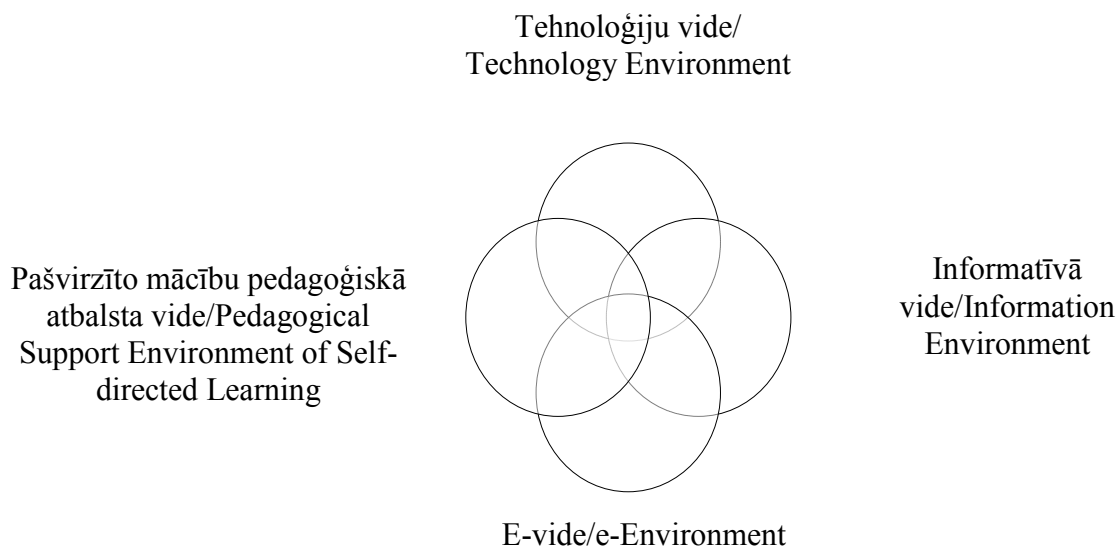 Tehnoloģiju vide/
Technology Environment
Pašvirzīto mācību pedagoģiskā
atbalsta vide/Pedagogical
Support Environment of Self-
directed Learning
Informatīvā
vide/Information
Environment
E-vide/e-Environment